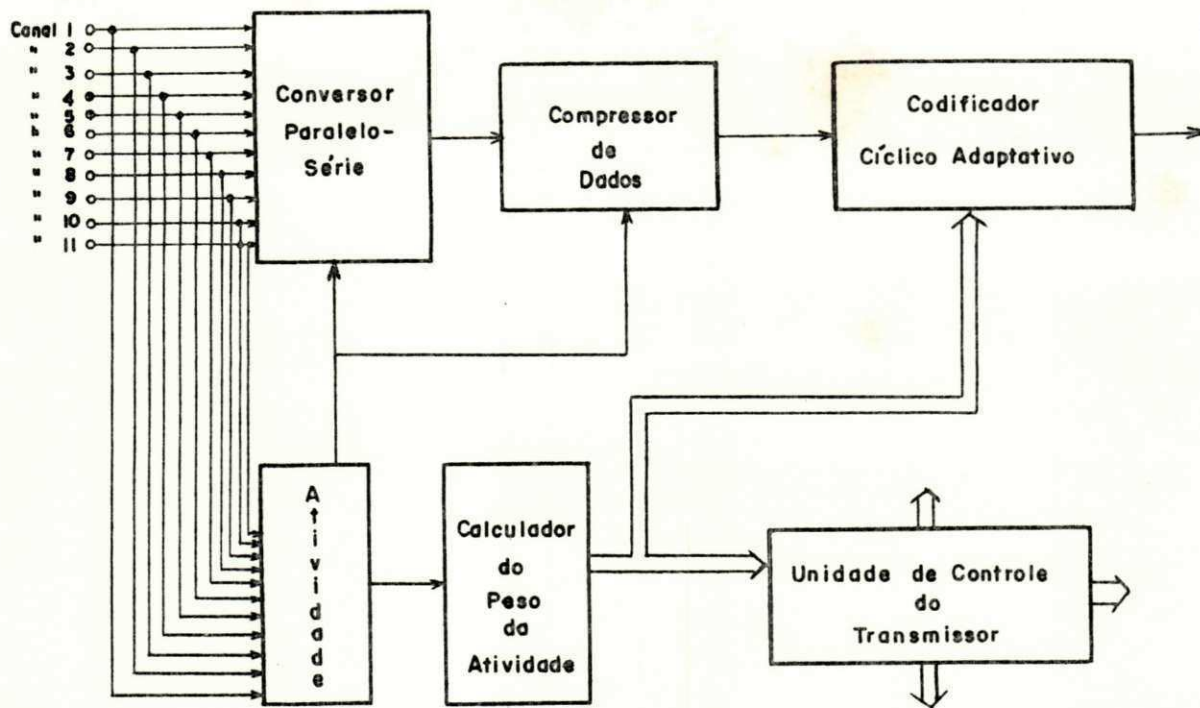 Canal 1
" 2
" 3
" 4
" 5
" 6
" 7
" 8
" 9
" 10
" 11
Conversor
Paralelo-
Série
Compressor
de
Dados
Codificador
Cíclico Adaptativo
Atividade
Calculador
do
Peso
da
Atividade
Unidade de Controle
do
Transmissor